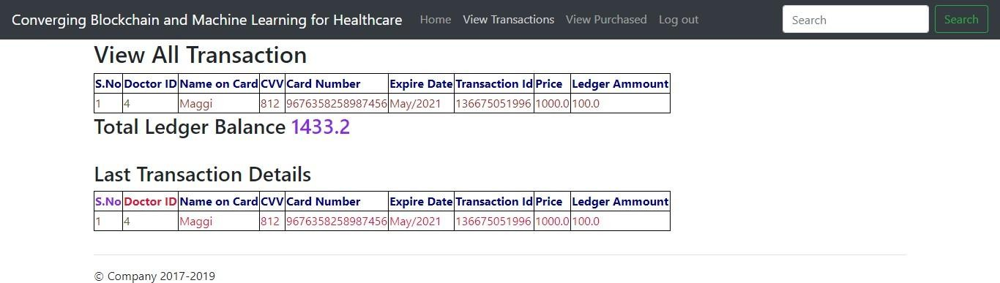 Converging Blockchain and Machine Learning for Healthcare Home View Transactions View Purchased Log out Search Search
View All Transaction
S.No Doctor ID Name on Card CVV Card Number Expire Date Transaction Id Price Ledger Ammount
1 4 Maggi 812 9676358258987456 May/2021 136675051996 1000.0 100.0
Total Ledger Balance 1433.2
Last Transaction Details
S.No Doctor ID Name on Card CVV Card Number Expire Date Transaction Id Price Ledger Ammount
1 4 Maggi 812 9676358258987456 May/2021 136675051996 1000.0 100.0
© Company 2017-2019